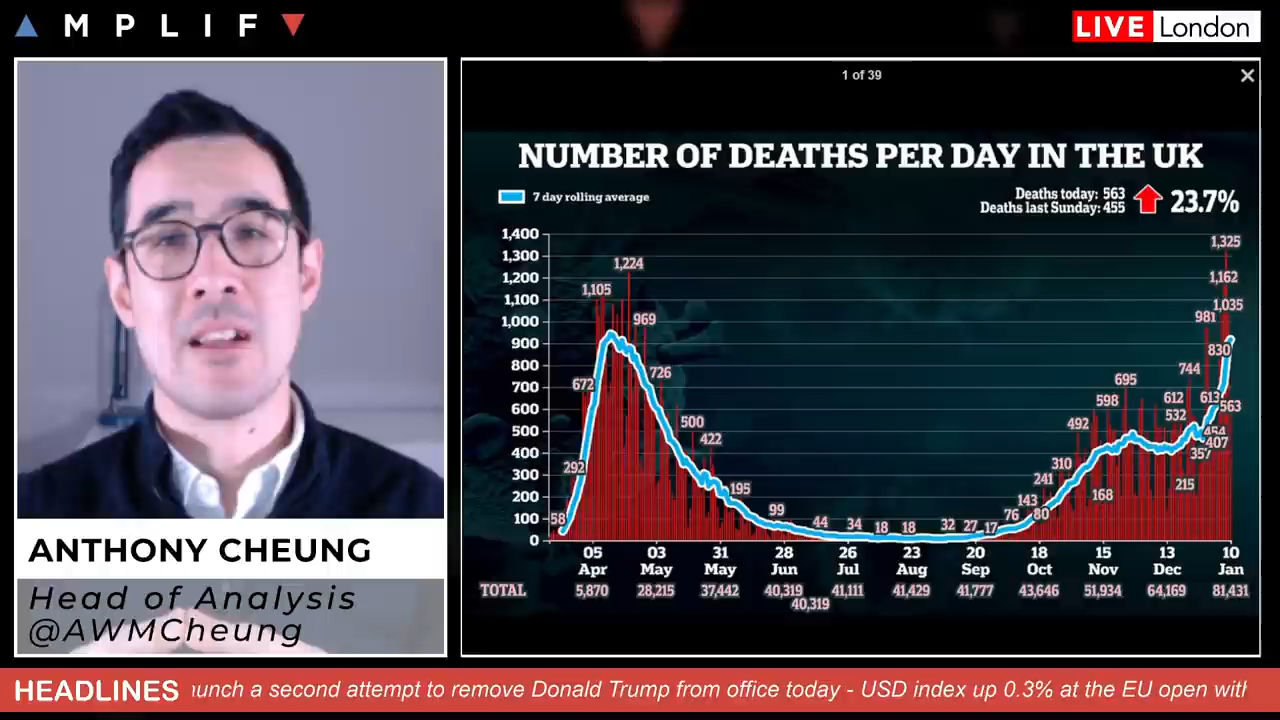 AMPLIFY
LIVE London
1 of 39
NUMBER OF DEATHS PER DAY IN THE UK
7 day rolling average
Deaths today: 563
Deaths last Sunday: 455
23.7%
1,400
1,300
1,200
1,100
1,000
900
800
700
600
500
400
300
200
100
0
58
292
672
1,105
1,224
969
726
500
422
195
99
44
34
18
18
32
27
17
76
143
80
241
310
492
598
168
695
612
532
744
215
357
981
613
454
407
830
1,325
1,162
1,035
563
05 Apr
03 May
31 May
28 Jun
26 Jul
23 Aug
20 Sep
18 Oct
15 Nov
13 Dec
10 Jan
TOTAL 5,870 28,215 37,442 40,319 41,111 41,429 41,777 43,646 51,934 64,169 81,431
40,319
ANTHONY CHEUNG
Head of Analysis
@AWMCheung
HEADLINES unch a second attempt to remove Donald Trump from office today - USD index up 0.3% at the EU open with